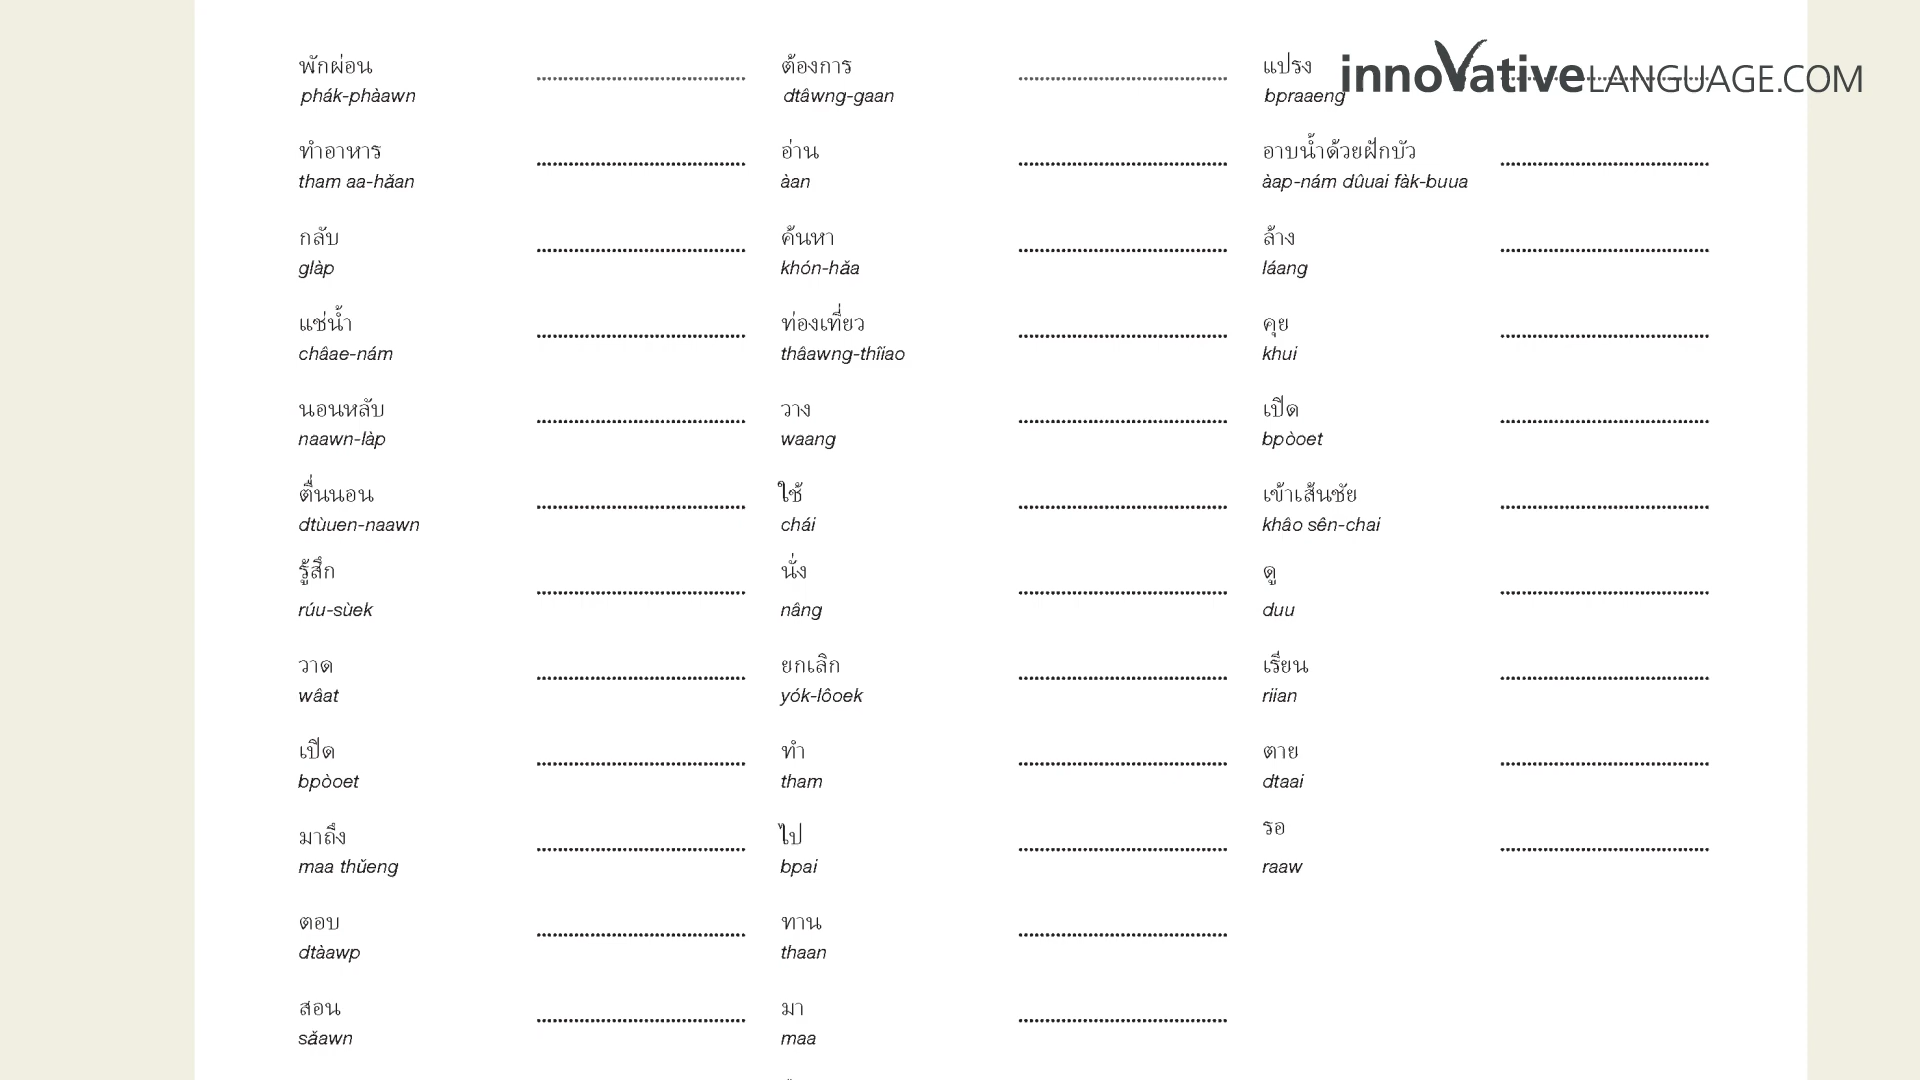 พักผ่อน
phák-phàawn
ทำอาหาร
tham aa-hǎan
กลับ
glàp
แช่น้ำ
châae-nám
นอนหลับ
naawn-làp
ตื่นนอน
dtùuen-naawn
รู้สึก
rúu-sùek
วาด
wâat
เปิด
bpòoet
มาถึง
maa thǔeng
ตอบ
dtàawp
สอน
sǎawn
ต้องการ
dtâwng-gaan
อ่าน
àan
ค้นหา
khón-hǎa
ท่องเที่ยว
thâawng-thîiao
วาง
waang
ใช้
chái
นั่ง
nâng
ยกเลิก
yók-lôoek
ทำ
tham
ไป
bpai
ทาน
thaan
มา
maa
แปรง
bpraaeng
อาบน้ำด้วยฝักบัว
àap-nám dûuai fàk-buua
ล้าง
láang
คุย
khui
เปิด
bpòoet
เข้าเส้นชัย
khâo sên-chai
ดู
duu
เรียน
riian
ตาย
dtaai
รอ
raaw
innovativeLANGUAGE.COM